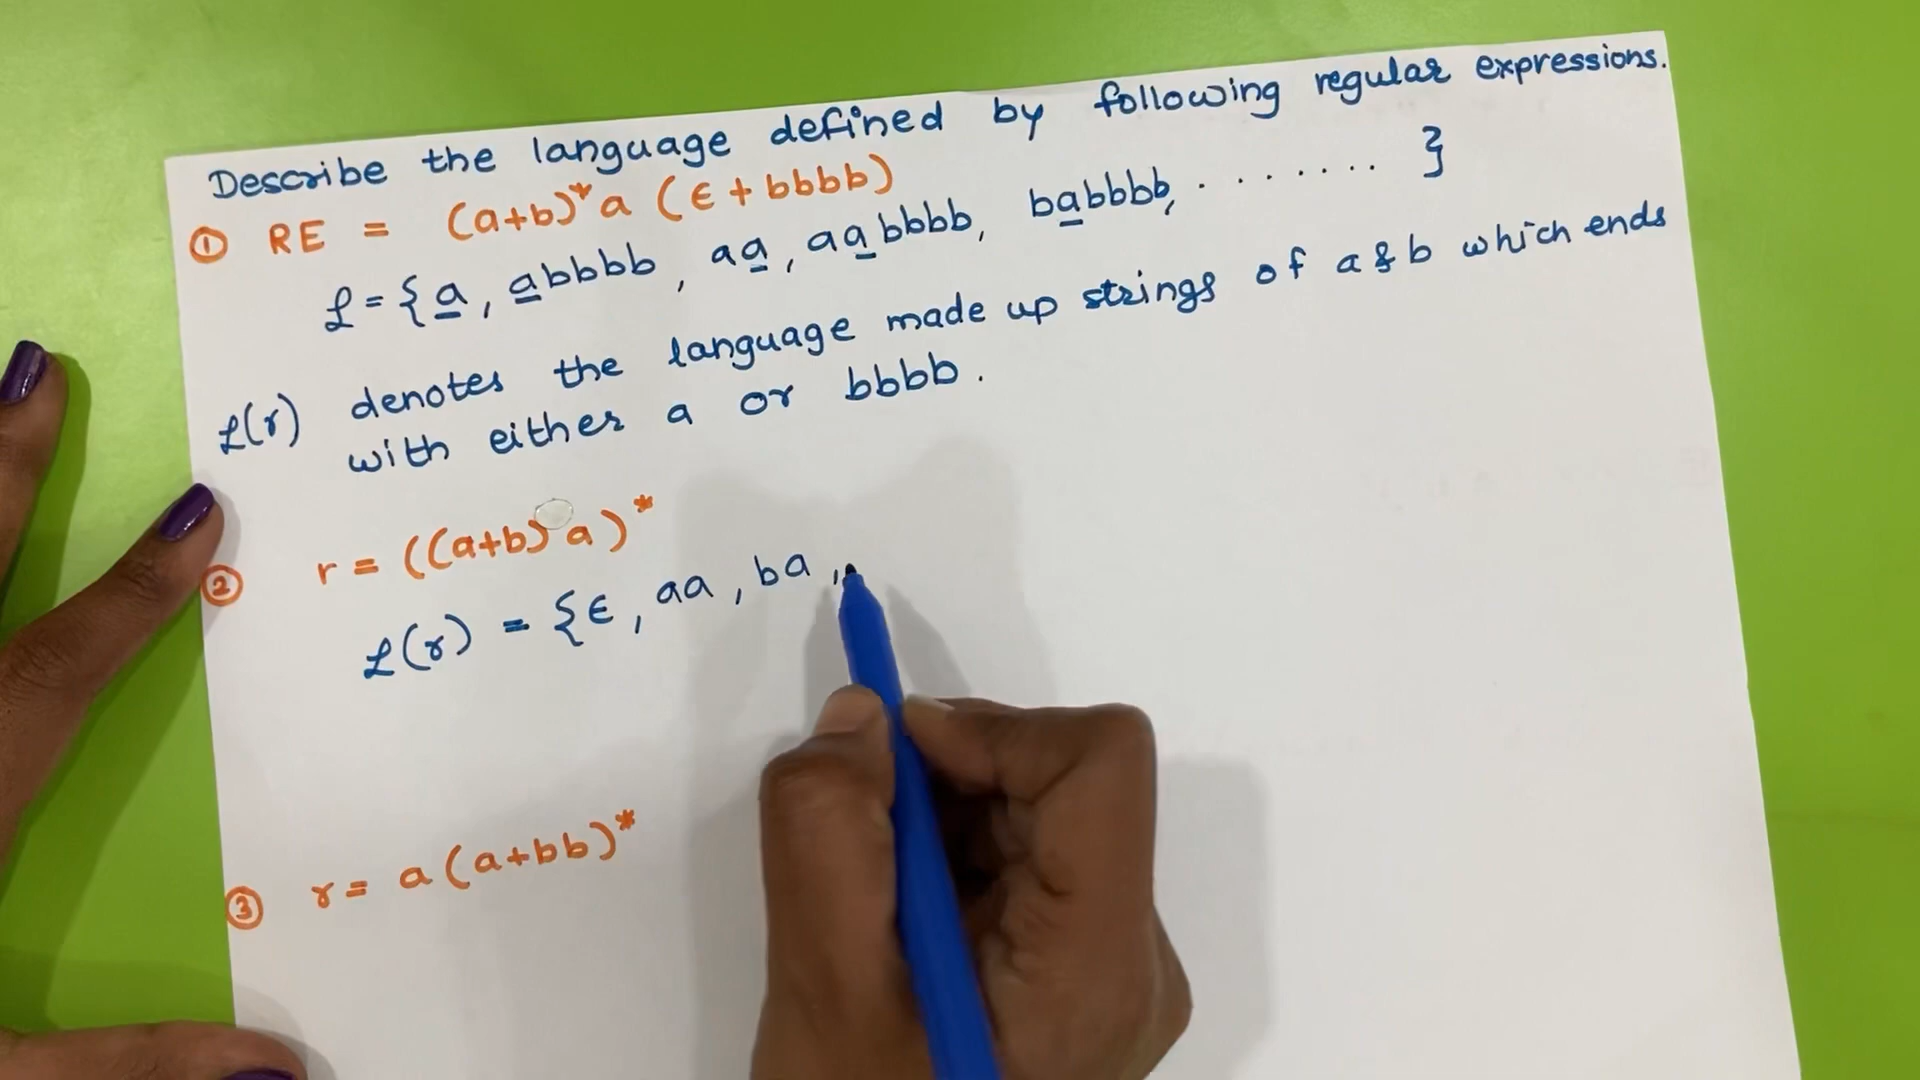 Describe the language defined by following regular expressions.
① RE = (a+b)*a (ϵ+bbbb)
ℒ={a, abbbb, aa, aabbbb, babbbb, ........ }
ℒ(r) denotes the language made up strings of a & b which ends
with either a or bbbb.
② r = ((a+b) a)*
ℒ(r) = {ϵ, aa, ba,
③ r = a(a+bb)*